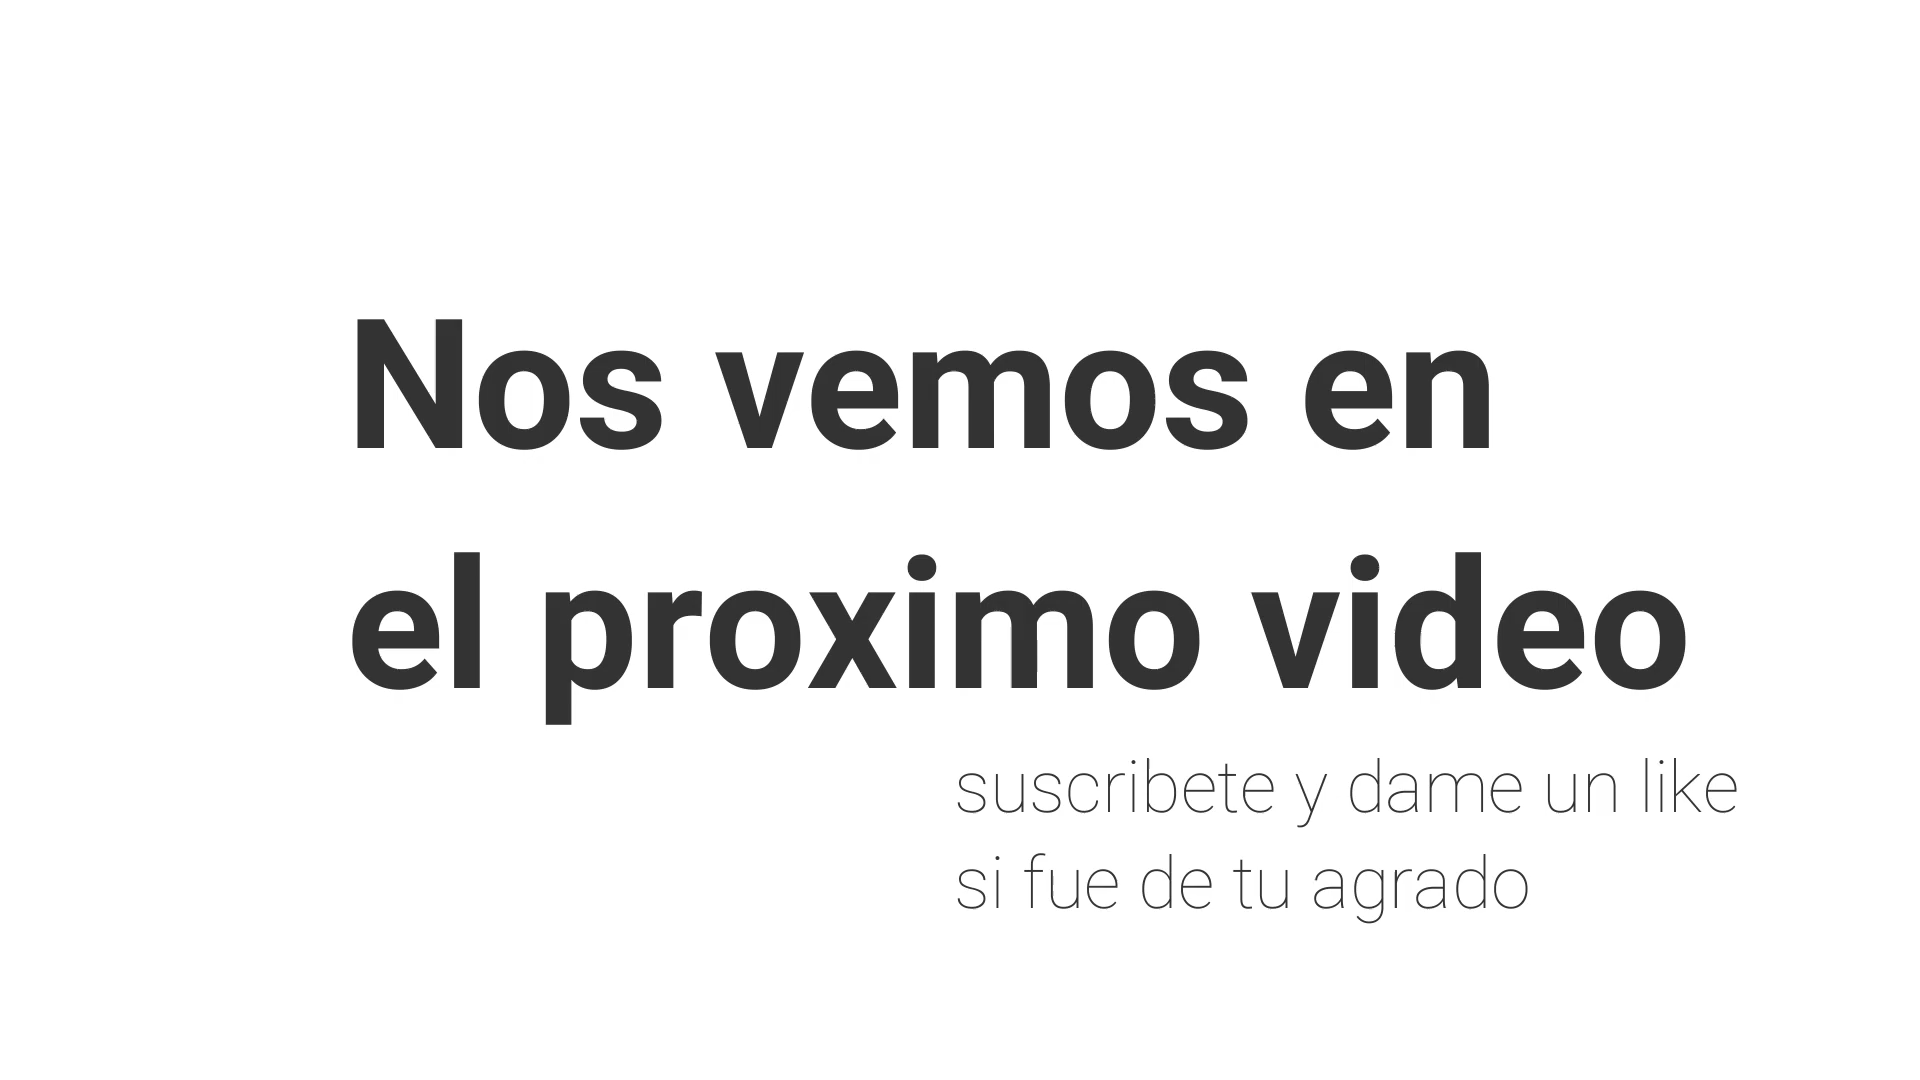 Nos vemos en
el proximo video
suscribete y dame un like
si fue de tu agrado